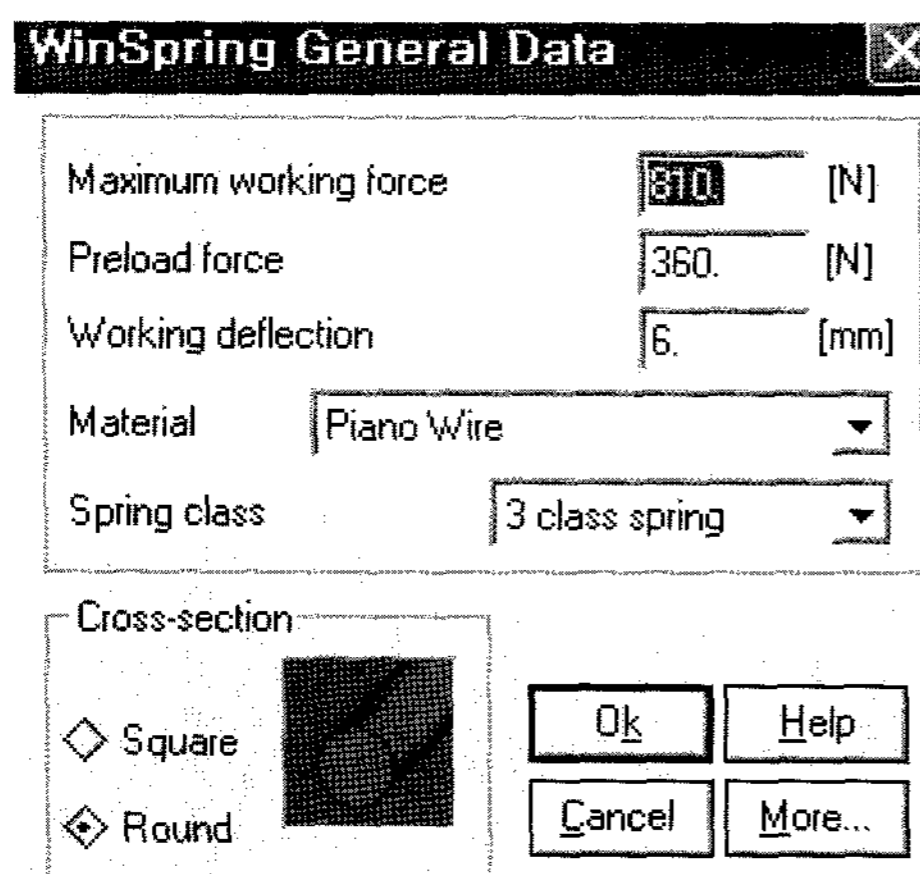 WinSpring General Data
Maximum working force 810. [N]
Preload force 360. [N]
Working deflection 6. [mm]
Material Piano Wire
Spring class 3 class spring
Cross-section
Square
Round
Ok Help
Cancel More...